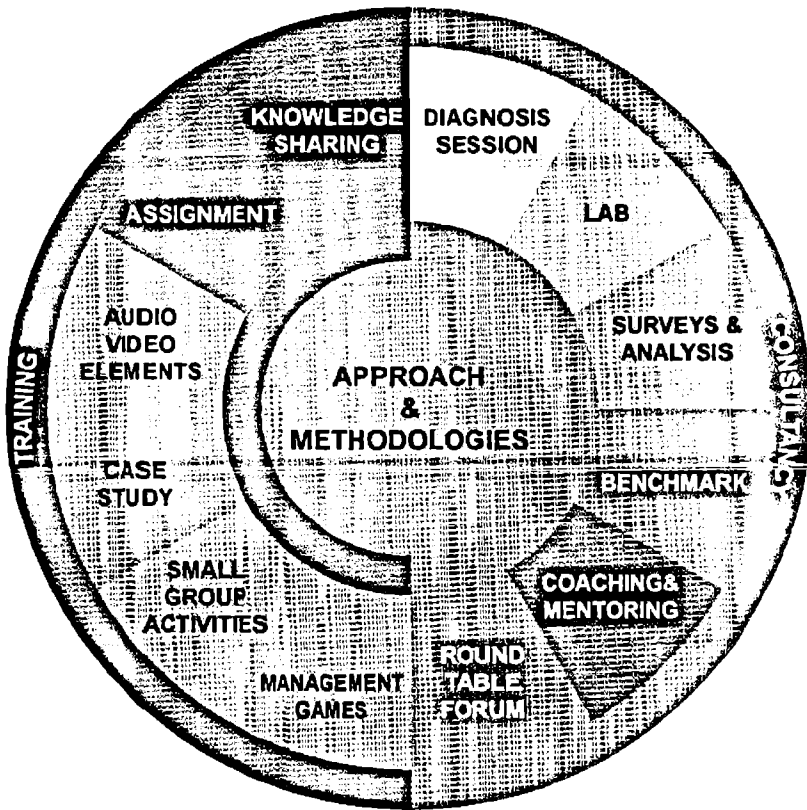 KNOWLEDGE
SHARING
DIAGNOSIS
SESSION
ASSIGNMENT
LAB
AUDIO
VIDEO
ELEMENTS
SURVEYS &
ANALYSIS
APPROACH
&
METHODOLOGIES
TRAINING
CASE
STUDY
BENCHMARK
SMALL
GROUP
ACTIVITIES
COACHING&
MENTORING
MANAGEMENT
GAMES
ROUND
TABLE
FORUM